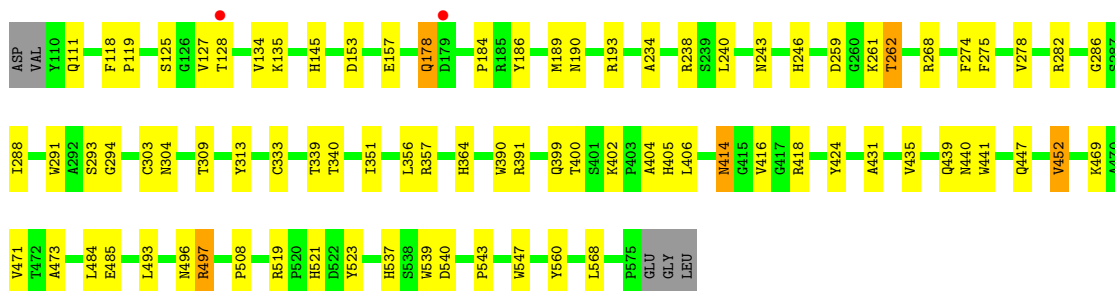 ASP VAL Y110 Q111 F118 P119 S125 G126 V127 T128 V134 K135 H145 D153 E157 Q178 D179 P184 R185 Y186 M189 N190 R193 A234 R238 S239 L240 N243 H246 D259 G260 K261 T262 R268 F274 F275 V278 R282 G286 S287
I288 W291 A292 S293 G294 C303 N304 T309 Y313 C333 T339 T340 I351 L356 R357 H364 W390 R391 Q399 T400 S401 K402 P403 A404 H405 L406 N414 G415 V416 G417 R418 Y424 A431 V435 Q439 N440 W441 Q447 V452 K469 A470
V471 T472 A473 L484 E485 L493 N496 R497 P508 R519 P520 H521 D522 Y523 H537 S538 W539 D540 P543 W547 Y560 L568 P575 GLU GLY LEU